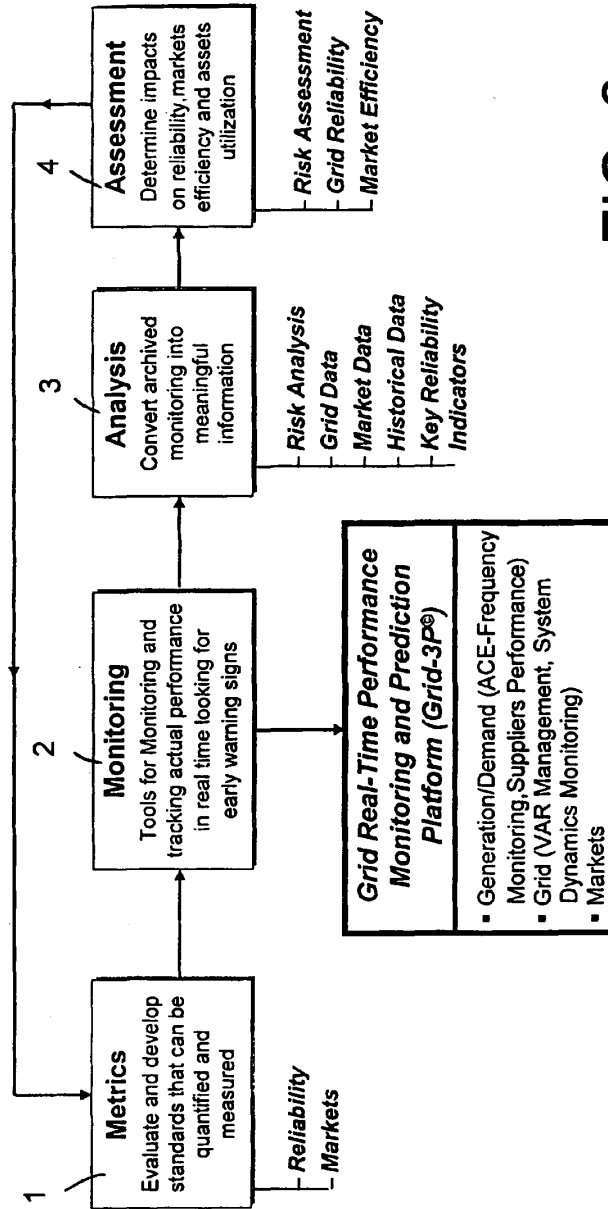 1
Metrics
Evaluate and develop
standards that can be
quantified and
measured
Reliability
Markets
2
Monitoring
Tools for Monitoring and
tracking actual performance
in real time looking for
early warning signs
Grid Real-Time Performance
Monitoring and Prediction
Platform (Grid-3P©)
▪ Generation/Demand (ACE-Frequency
Monitoring,Suppliers Performance)
▪ Grid (VAR Management, System
Dynamics Monitoring)
▪ Markets
3
Analysis
Convert archived
monitoring into
meaningful
information
Risk Analysis
Grid Data
Market Data
Historical Data
Key Reliability
Indicators
4
Assessment
Determine impacts
on reliability,markets
efficiency and assets
utilization
Risk Assessment
Grid Reliability
Market Efficiency